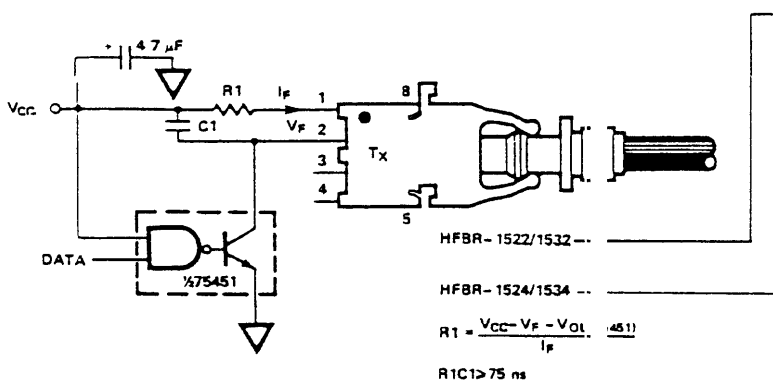 + 4 7 µF
VCC
R1
IF
1
8
C1
VF
2
Tx
3
4
5
DATA
½75451
HFBR-1522/1532
HFBR-1524/1534
R1 = VCC - VF - VOL 451)
IF
R1C1 ≥ 75 ns